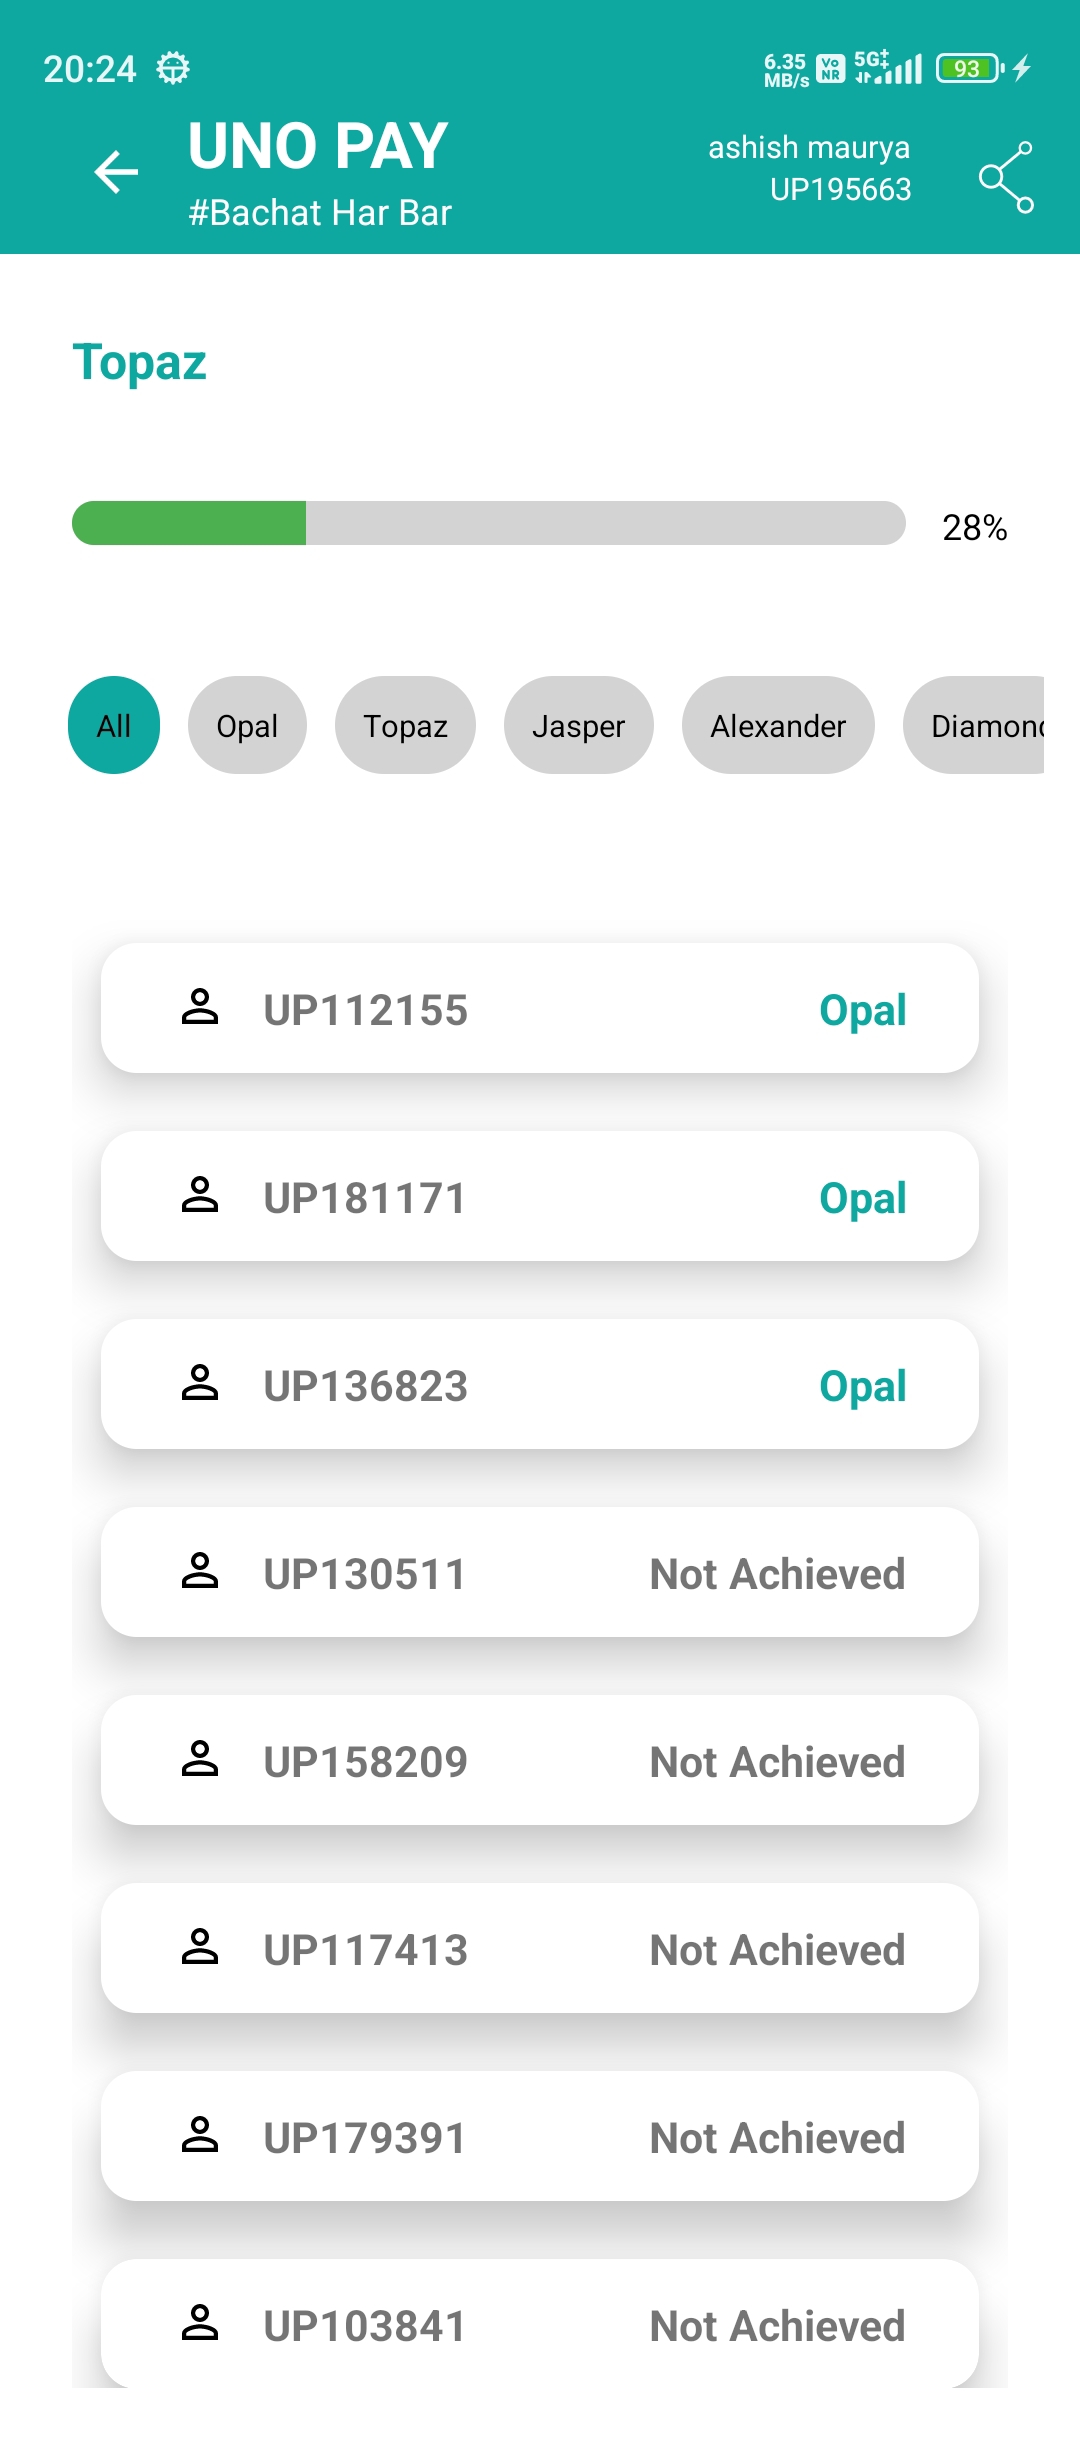 20:24
6.35 MB/s
Vo NR
5G
93
UNO PAY
#Bachat Har Bar
ashish maurya
UP195663
Topaz
28%
All Opal Topaz Jasper Alexander Diamond
UP112155 Opal
UP181171 Opal
UP136823 Opal
UP130511 Not Achieved
UP158209 Not Achieved
UP117413 Not Achieved
UP179391 Not Achieved
UP103841 Not Achieved